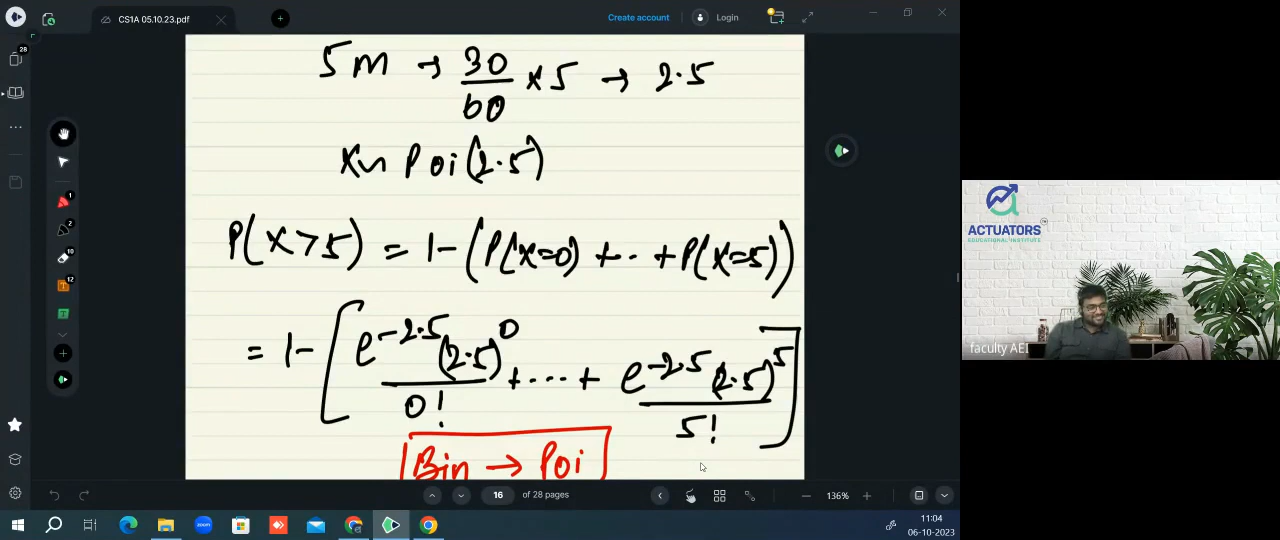 CS1A 05.10.23.pdf
Create account
Login
28
5m → 30/60 × 5 → 2.5
X~ Poi(2.5)
P(X>5) = 1-(P(X=0) +.. +P(X=5))
= 1-[e^-2.5(2.5)^0/0! +....+ e^-2.5(2.5)^5/5!]
Bin → Poi
ACTUATORS
EDUCATIONAL INSTITUTE
faculty AEI
16 of 28 pages
136%
zoom
11:04
06-10-2023